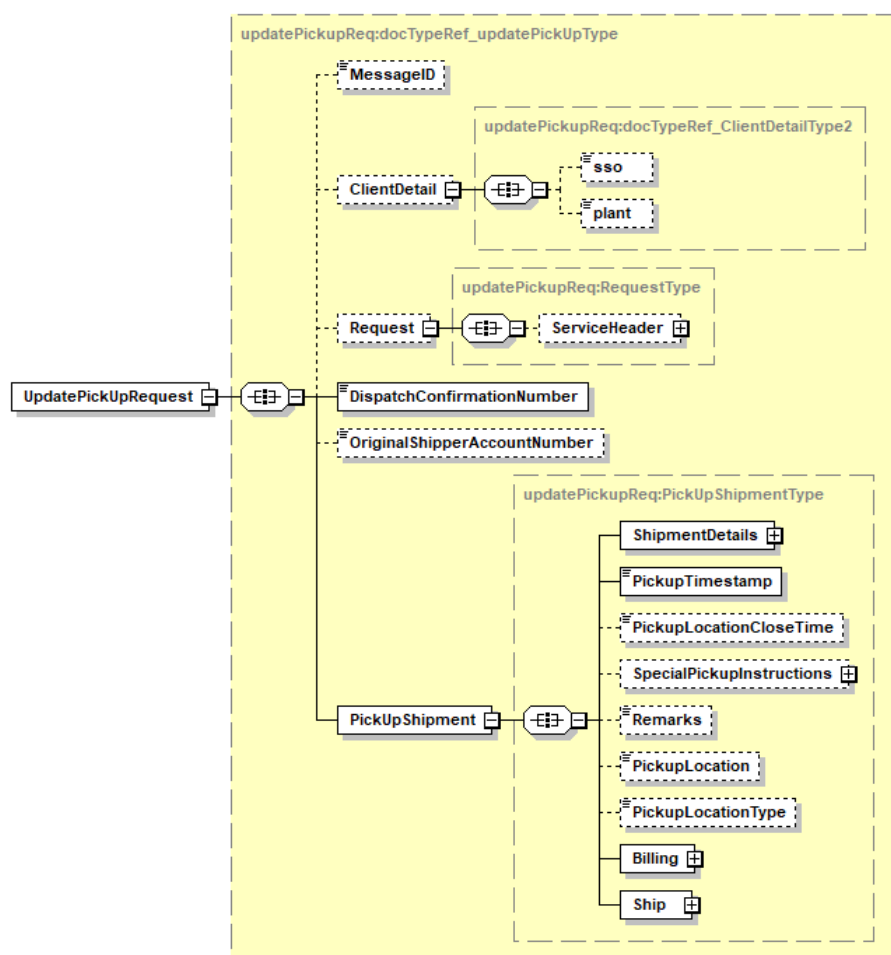 updatePickupReq:docTypeRef_updatePickUpType
MessageID
updatePickupReq:docTypeRef_ClientDetailType2
sso
ClientDetail
plant
updatePickupReq:RequestType
Request
ServiceHeader
UpdatePickUpRequest
DispatchConfirmationNumber
OriginalShipperAccountNumber
updatePickupReq:PickUpShipmentType
ShipmentDetails
PickupTimestamp
PickupLocationCloseTime
SpecialPickupInstructions
PickUpShipment
Remarks
PickupLocation
PickupLocationType
Billing
Ship